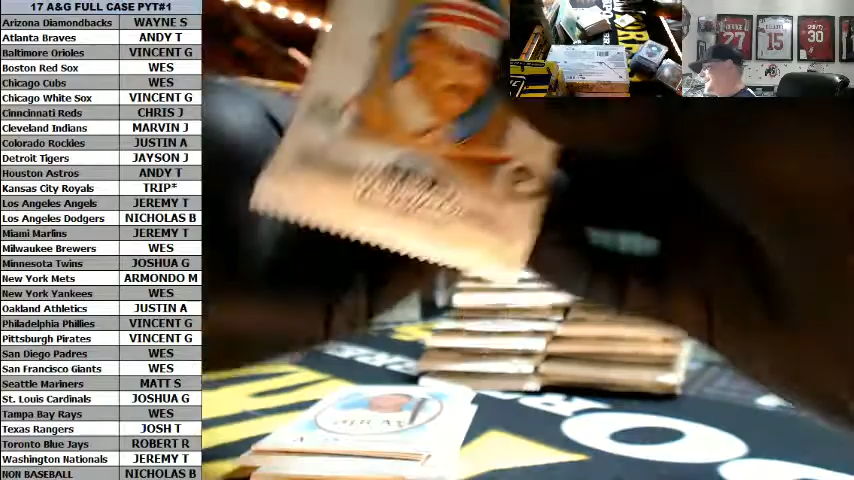 17 A&G FULL CASE PYT#1
Arizona Diamondbacks WAYNE S
Atlanta Braves ANDY T
Baltimore Orioles VINCENT G
Boston Red Sox WES
Chicago Cubs WES
Chicago White Sox VINCENT G
Cinncinnati Reds CHRIS J
Cleveland Indians MARVIN J
Colorado Rockies JUSTIN A
Detroit Tigers JAYSON J
Houston Astros ANDY T
Kansas City Royals TRIP*
Los Angeles Angels JEREMY T
Los Angeles Dodgers NICHOLAS B
Miami Marlins JEREMY T
Milwaukee Brewers WES
Minnesota Twins JOSHUA G
New York Mets ARMONDO M
New York Yankees WES
Oakland Athletics JUSTIN A
Philadelphia Phillies VINCENT G
Pittsburgh Pirates VINCENT G
San Diego Padres WES
San Francisco Giants WES
Seattle Mariners MATT S
St. Louis Cardinals JOSHUA G
Tampa Bay Rays WES
Texas Rangers JOSH T
Toronto Blue Jays ROBERT R
Washington Nationals JEREMY T
NON BASEBALL NICHOLAS B
27
15
30